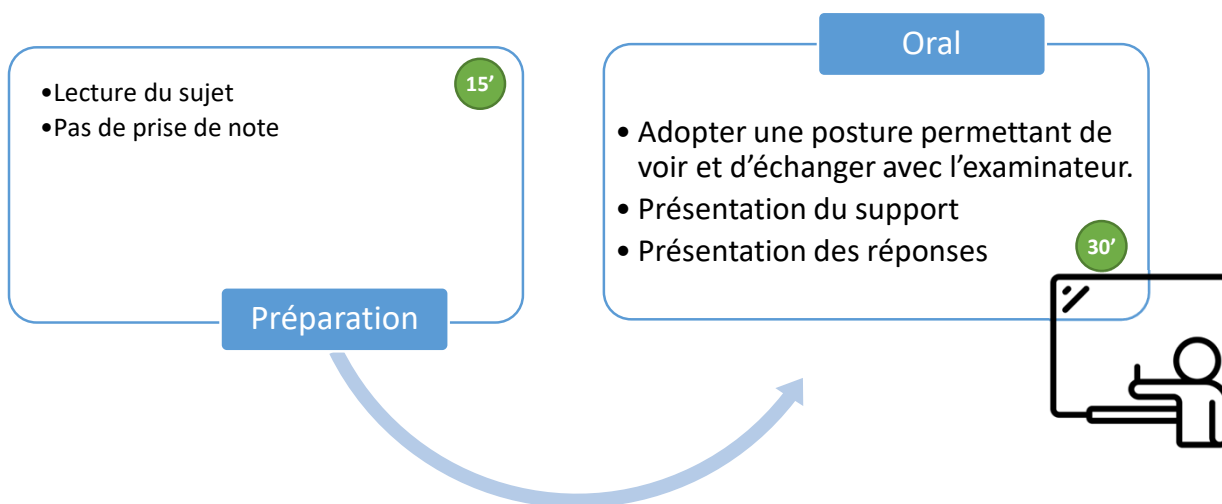 15’
•Lecture du sujet
•Pas de prise de note
Préparation
Oral
• Adopter une posture permettant de
voir et d’échanger avec l’examinateur.
• Présentation du support
• Présentation des réponses
30’